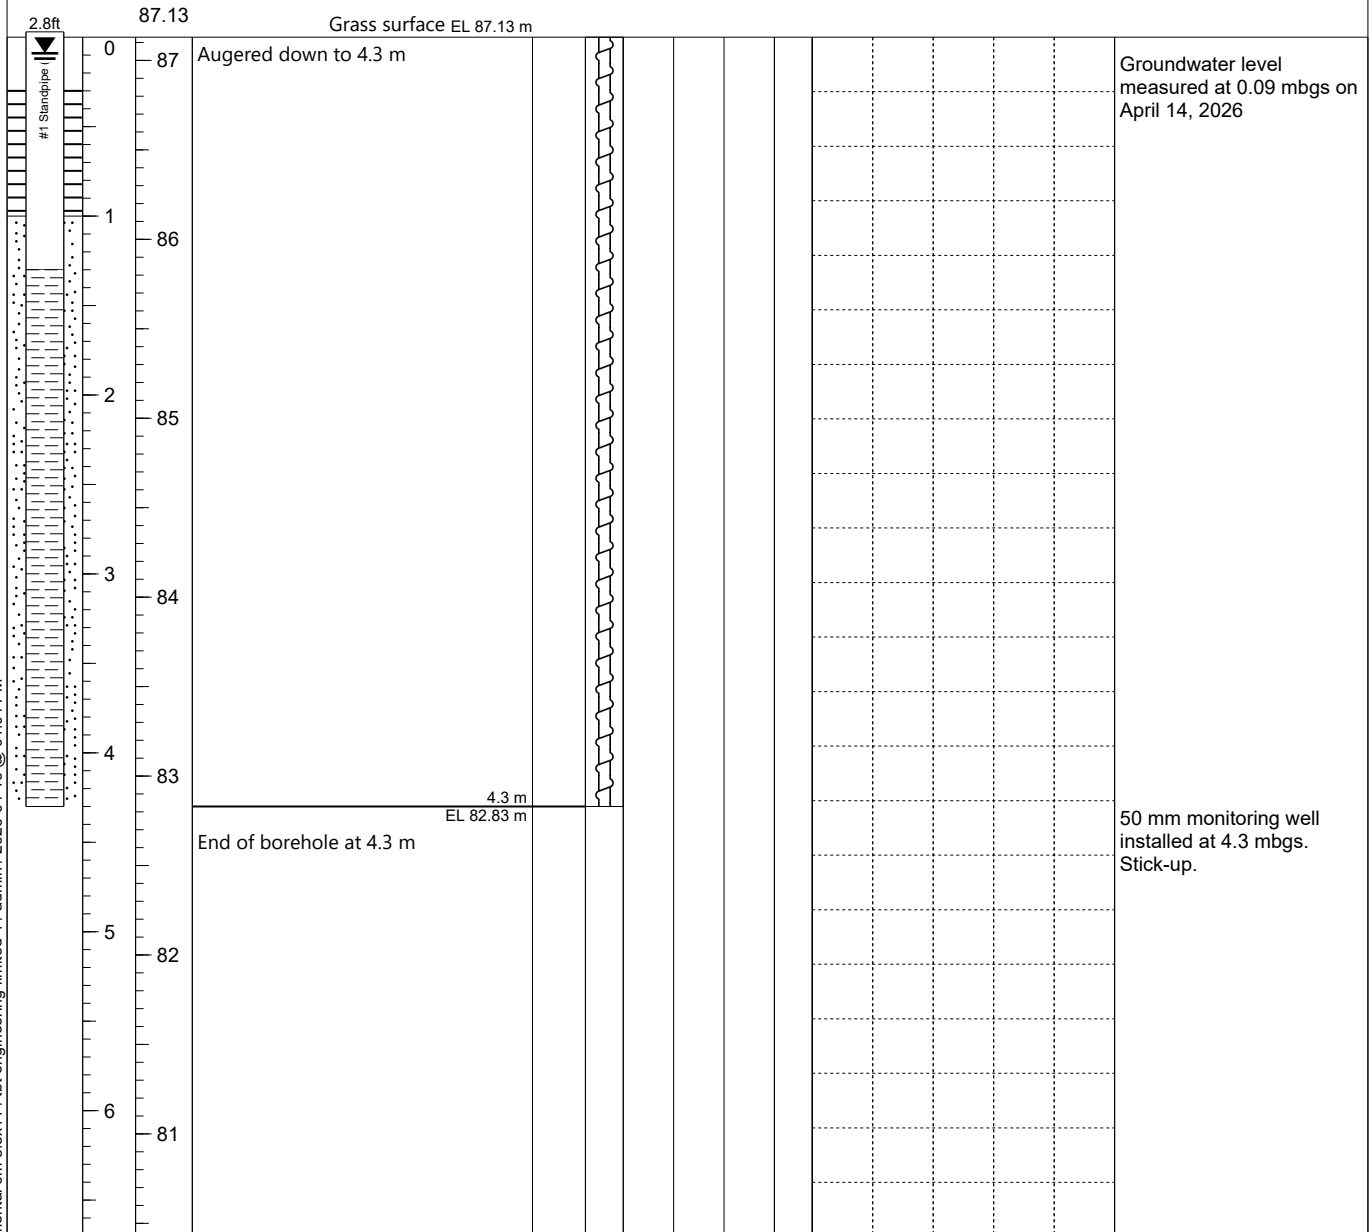 87.13
2.8ft
Grass surface EL 87.13 m
0
87
Augered down to 4.3 m
#1 Standpipe (
Groundwater level
measured at 0.09 mbgs on
April 14, 2026
1
86
2
85
3
84
4
83
4.3 m
EL 82.83 m
End of borehole at 4.3 m
50 mm monitoring well
installed at 4.3 mbgs.
Stick-up.
5
82
6
81